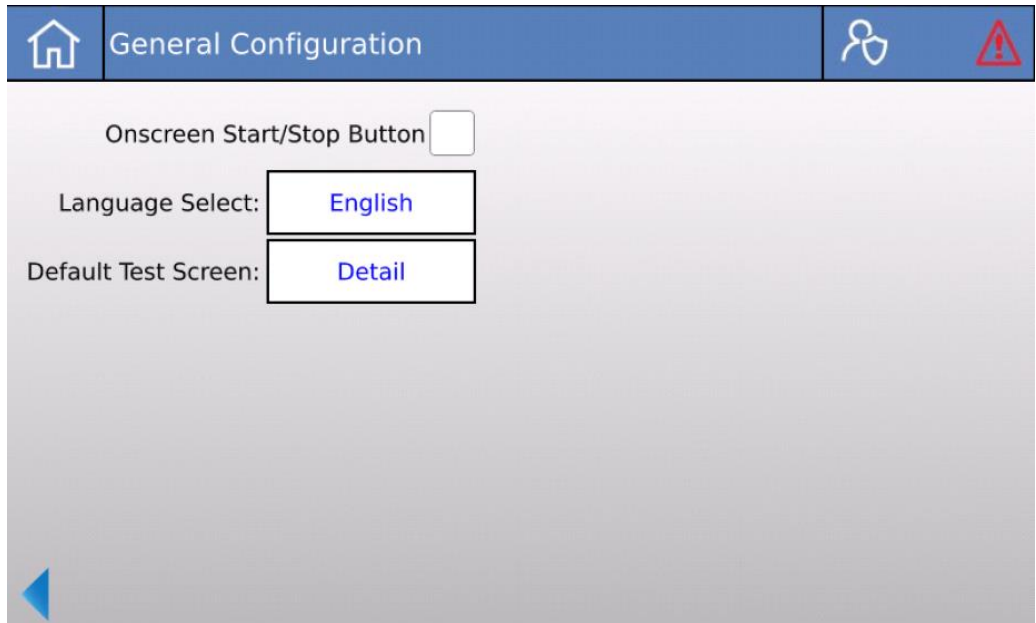 General Configuration
Onscreen Start/Stop Button
Language Select: English
Default Test Screen: Detail